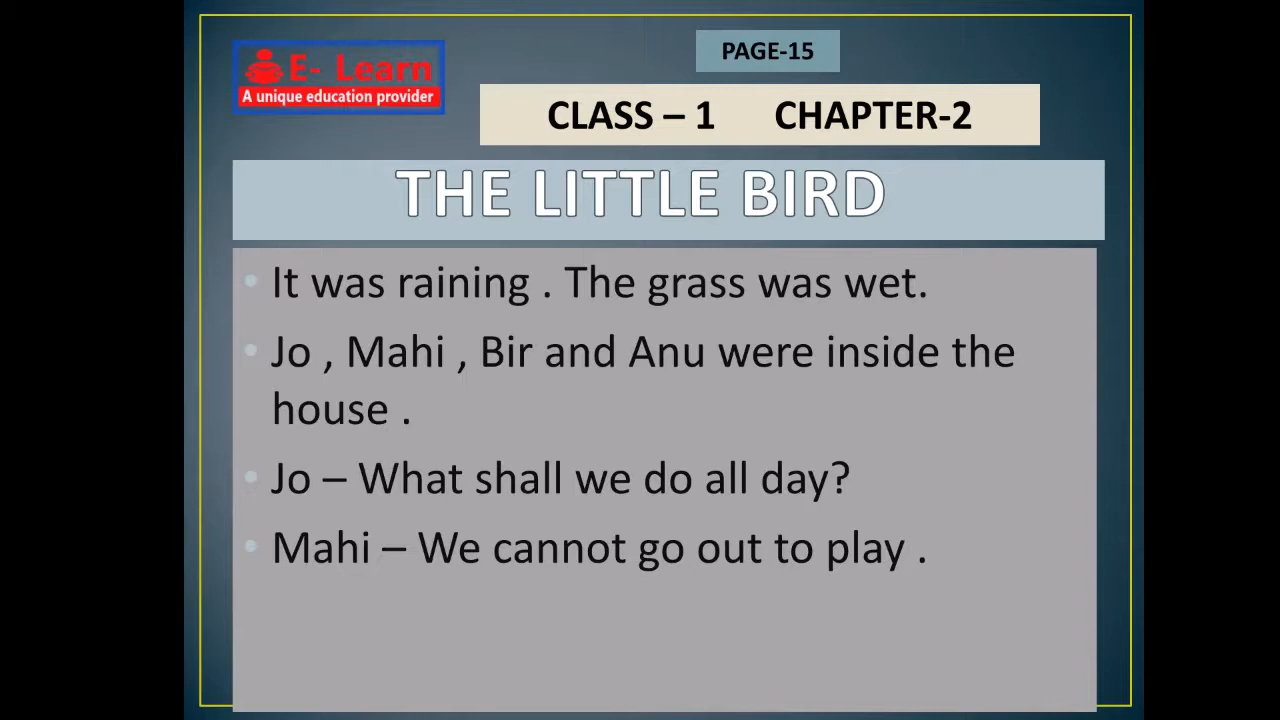 PAGE-15
E- Learn
A unique education provider
CLASS – 1 CHAPTER-2
THE LITTLE BIRD
• It was raining . The grass was wet.
• Jo , Mahi , Bir and Anu were inside the
house .
• Jo – What shall we do all day?
• Mahi – We cannot go out to play .